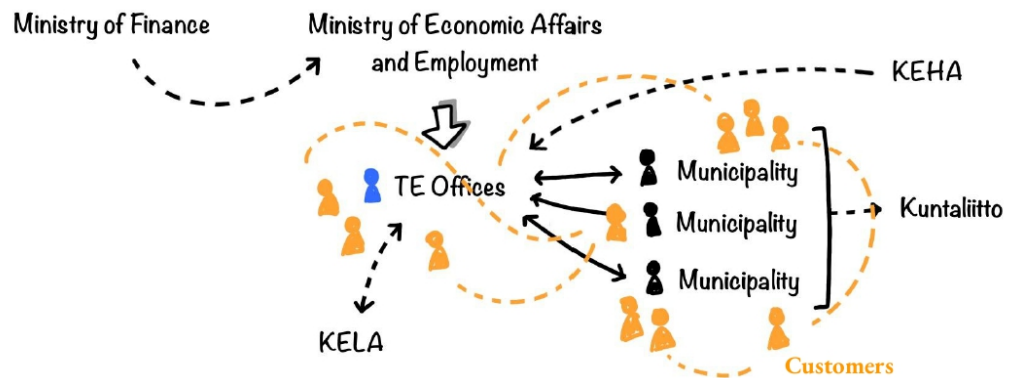 Ministry of Finance
Ministry of Economic Affairs
and Employment
KEHA
TE Offices
Municipality
Municipality
Municipality
Kuntaliitto
KELA
Customers